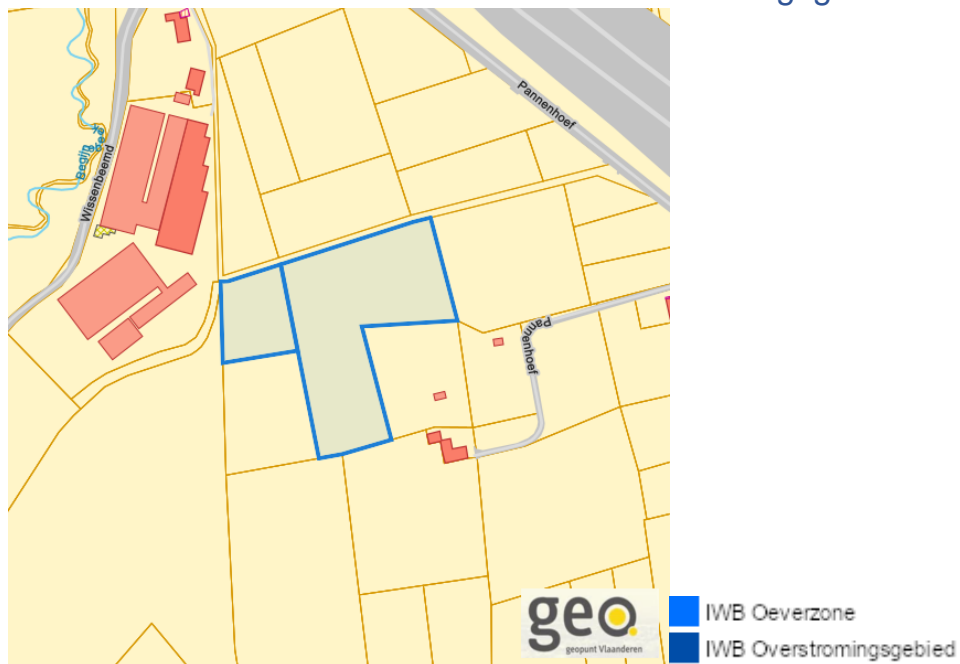 Pannenhoef
Wissenbeemd
Pannenhoef
geo.
geopunt Vlaanderen
IWB Oeverzone
IWB Overstromingsgebied